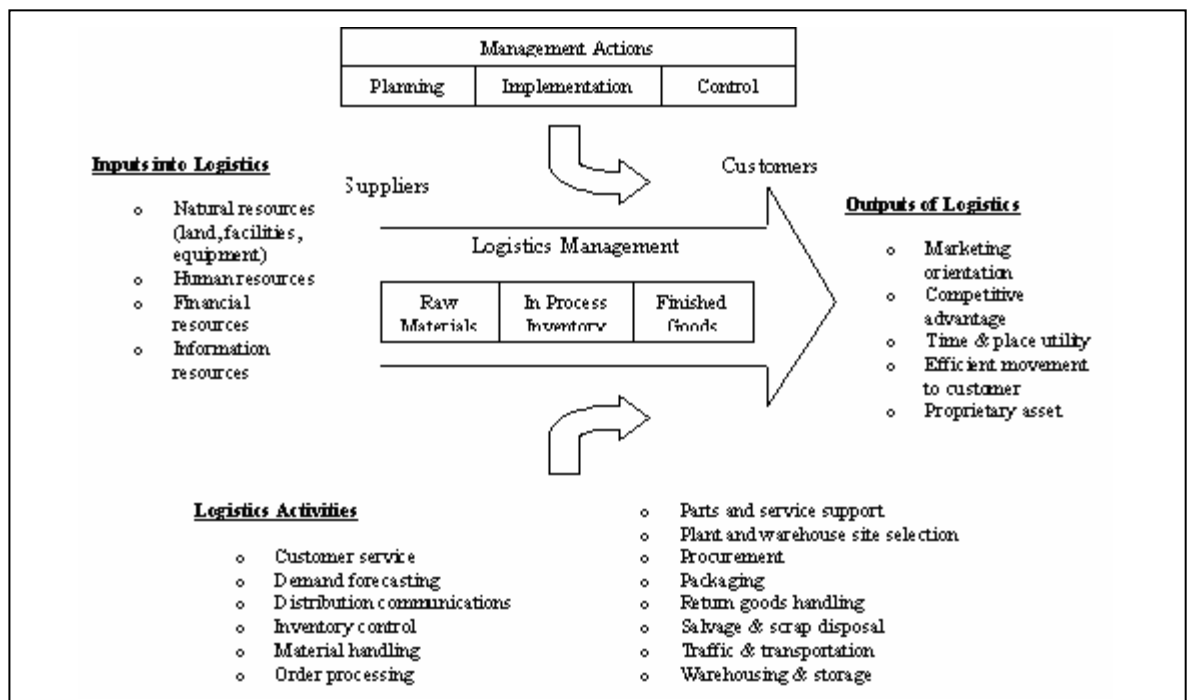 Management Actions
Planning
Implementation
Control
Inputs into Logistics
Natural resources
(land, facilities,
equipment)
Human resources
Financial
resources
Information
resources
Suppliers
Customers
Logistics Management
Raw
Materials
In Process
Inventory
Finished
Goods
Outputs of Logistics
Marketing
orientation
Competitive
advantage
Time & place utility
Efficient movement
to customer
Proprietary asset
Logistics Activities
Customer service
Demand forecasting
Distribution communications
Inventory control
Material handling
Order processing
Parts and service support
Plant and warehouse site selection
Procurement
Packaging
Return goods handling
Salvage & scrap disposal
Traffic & transportation
Warehousing & storage